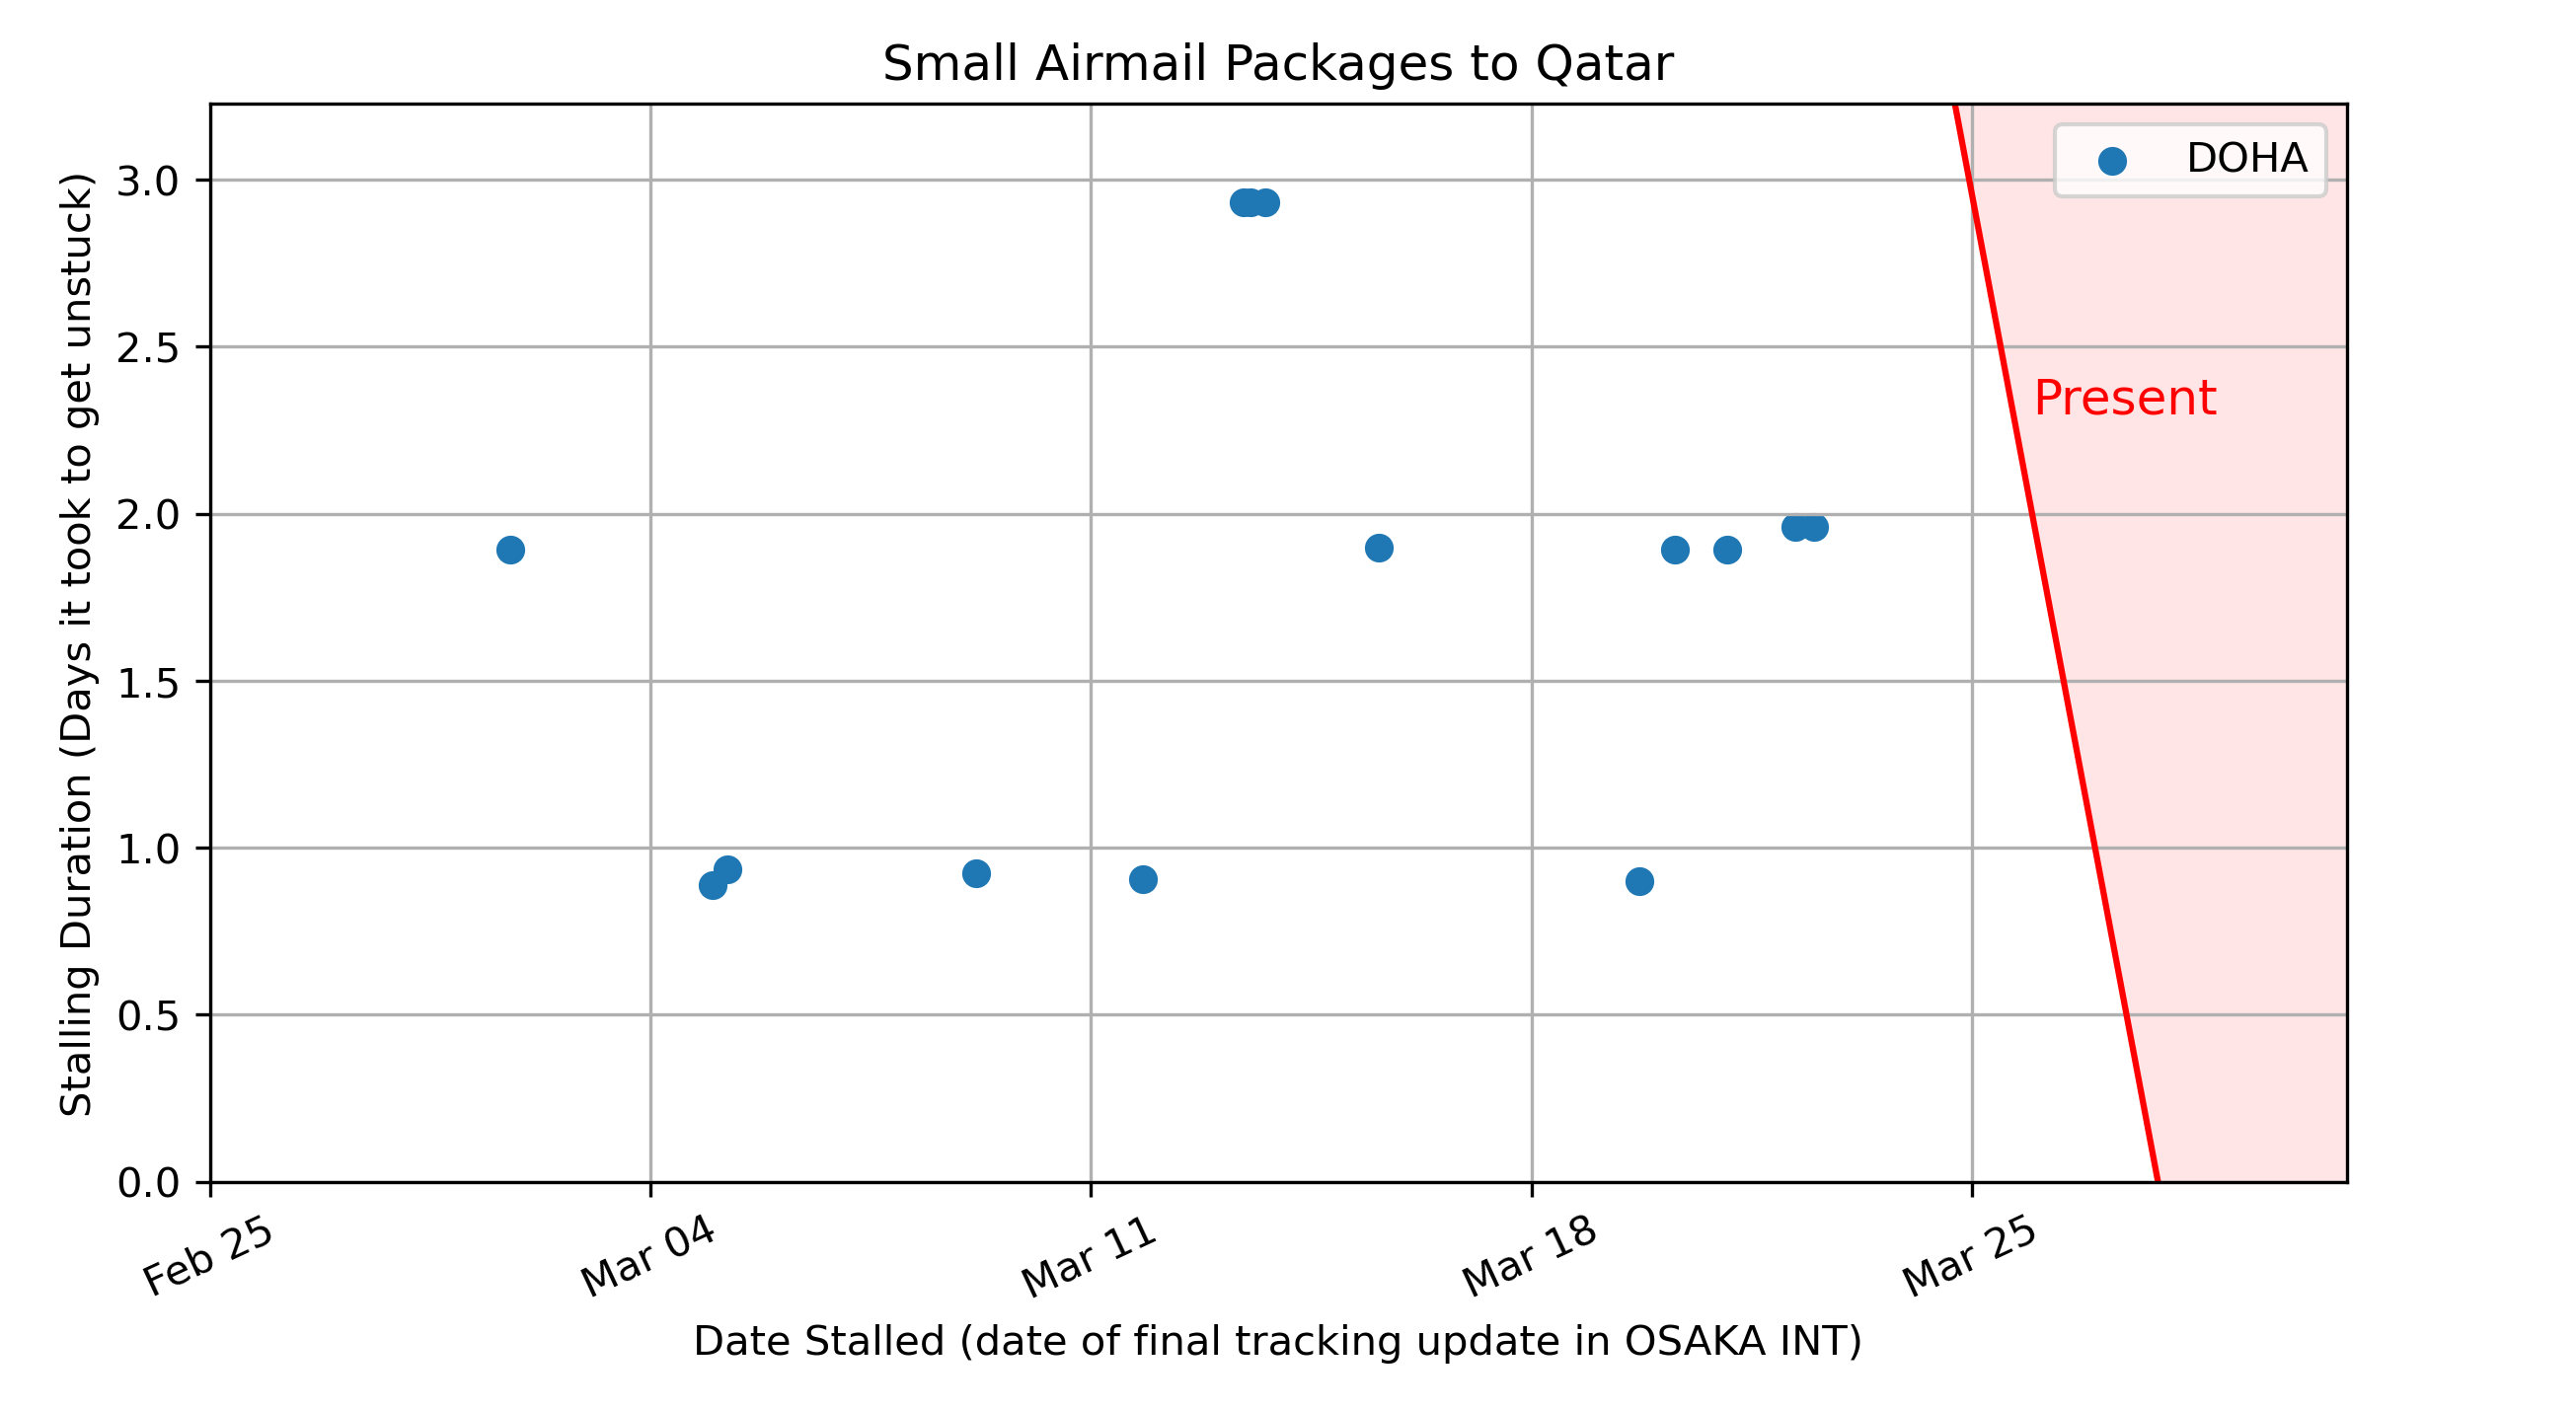 Small Airmail Packages to Qatar
DOHA
Present
Stalling Duration (Days it took to get unstuck)
3.0
2.5
2.0
1.5
1.0
0.5
0.0
Feb 25
Mar 04
Mar 11
Mar 18
Mar 25
Date Stalled (date of final tracking update in OSAKA INT)